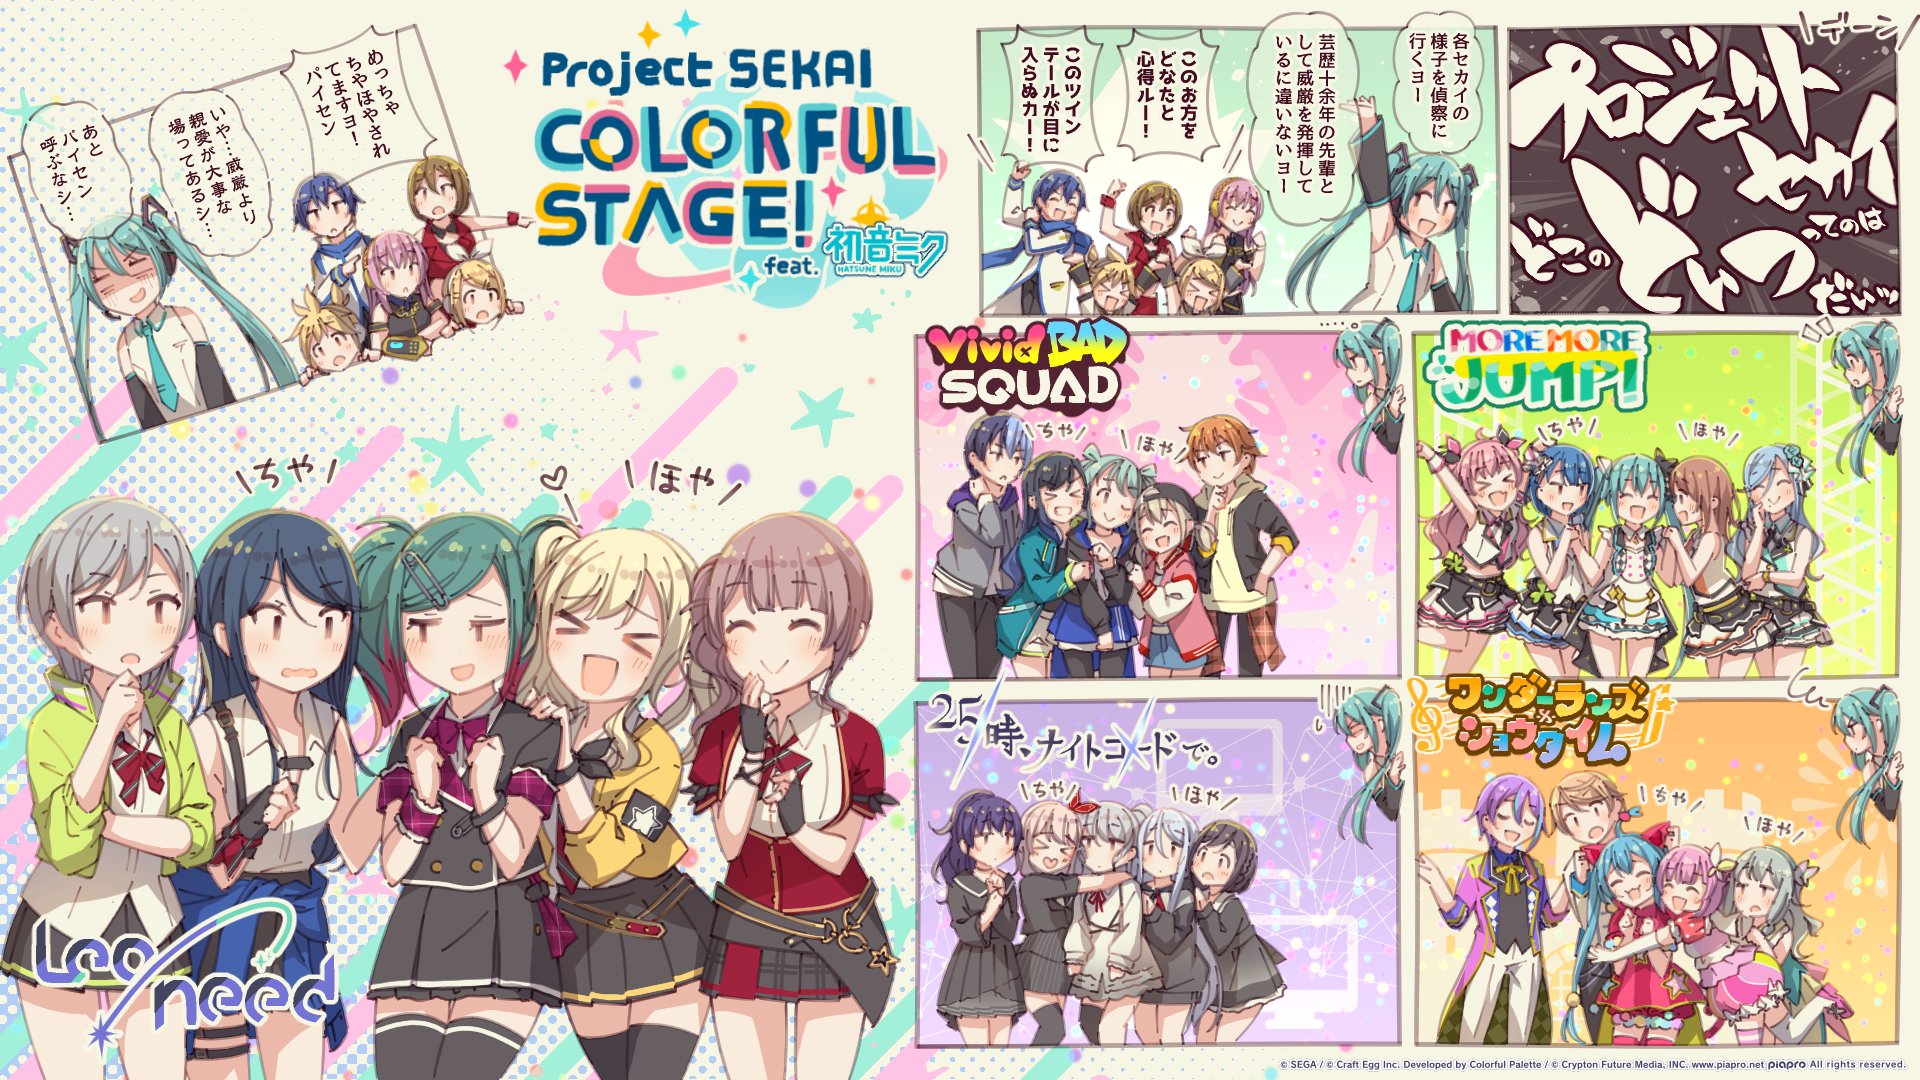 プロジェクト
セカイ
ってのは
どこの
どいつ
だいッ
\デーン/
各セカイの
様子を偵察に
行くヨー
芸歴十余年の先輩と
して威厳を発揮して
いるに違いないヨー
このお方を
どなたと
心得ルー！
このツイン
テールが目に
入らぬカー！
Project SEKAI
COLORFUL
STAGE!
feat.
初音ミク
HATSUNE MIKU
めっちゃ
ちやほやされ
てますヨ！
パイセン
いや…威厳より
親愛が大事な
場ってあるシ…
あと
パイセン
呼ぶなシ…
Vivid BAD
SQUAD
\ちや/
\ほや/
MORE MORE
JUMP!
\ちや/
\ほや/
25時、ナイトコードで。
\ちや/
\ほや/
ワンダーランズ
×
ショウタイム
\ちや/
\ほや/
\ちや/
\ほや/
Leo/need
© SEGA / © Craft Egg Inc. Developed by Colorful Palette / © Crypton Future Media, INC. www.piapro.net piapro All rights reserved.